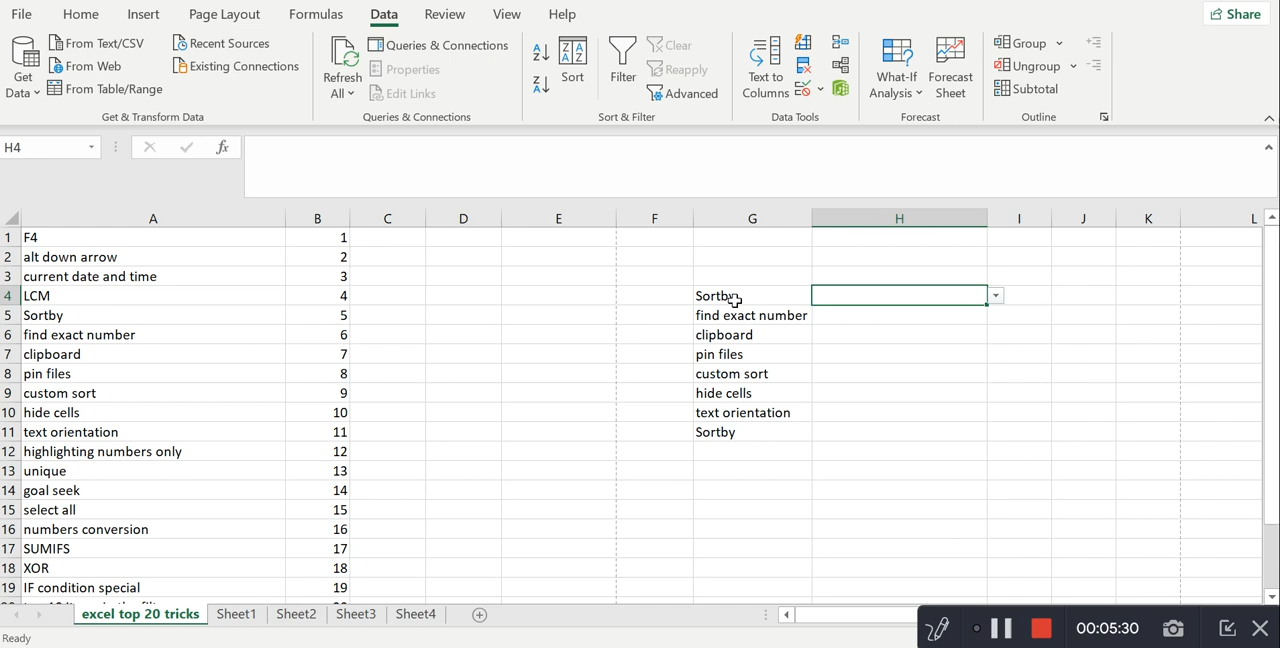 File Home Insert Page Layout Formulas Data Review View Help Share
Get Data
From Text/CSV
From Web
From Table/Range
Recent Sources
Existing Connections
Get & Transform Data
Refresh All
Queries & Connections
Properties
Edit Links
Queries & Connections
Sort
Filter
Clear
Reapply
Advanced
Sort & Filter
Text to Columns
Data Tools
What-If Analysis
Forecast Sheet
Forecast
Group
Ungroup
Subtotal
Outline
H4 fx
A B C D E F G H I J K L
1 F4 1
2 alt down arrow 2
3 current date and time 3
4 LCM 4 Sortby
5 Sortby 5 find exact number
6 find exact number 6 clipboard
7 clipboard 7 pin files
8 pin files 8 custom sort
9 custom sort 9 hide cells
10 hide cells 10 text orientation
11 text orientation 11 Sortby
12 highlighting numbers only 12
13 unique 13
14 goal seek 14
15 select all 15
16 numbers conversion 16
17 SUMIFS 17
18 XOR 18
19 IF condition special 19
excel top 20 tricks Sheet1 Sheet2 Sheet3 Sheet4
Ready
00:05:30